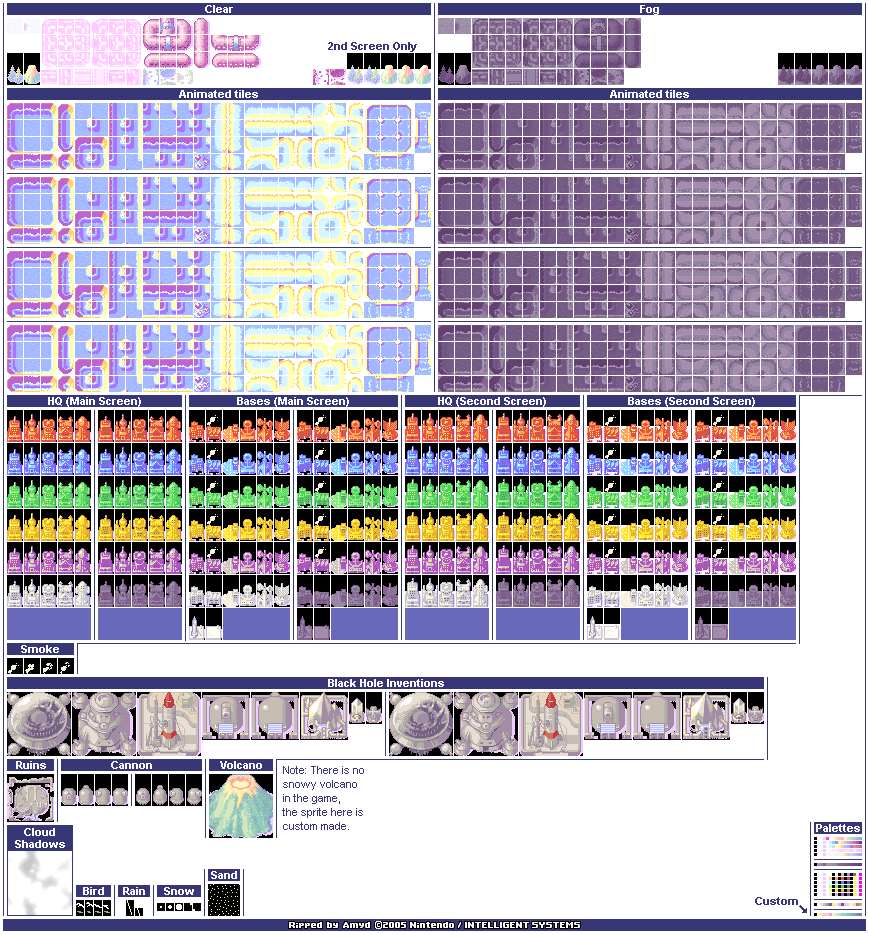 Clear
Fog
2nd Screen Only
Animated tiles
Animated tiles
HQ (Main Screen)
Bases (Main Screen)
HQ (Second Screen)
Bases (Second Screen)
Smoke
Black Hole Inventions
Ruins
Cannon
Volcano
Note: There is no
snowy volcano
in the game,
the sprite here is
custom made.
Cloud
Shadows
Bird
Rain
Snow
Sand
Palettes
Custom
Ripped by Amyd ©2005 Nintendo / INTELLIGENT SYSTEMS